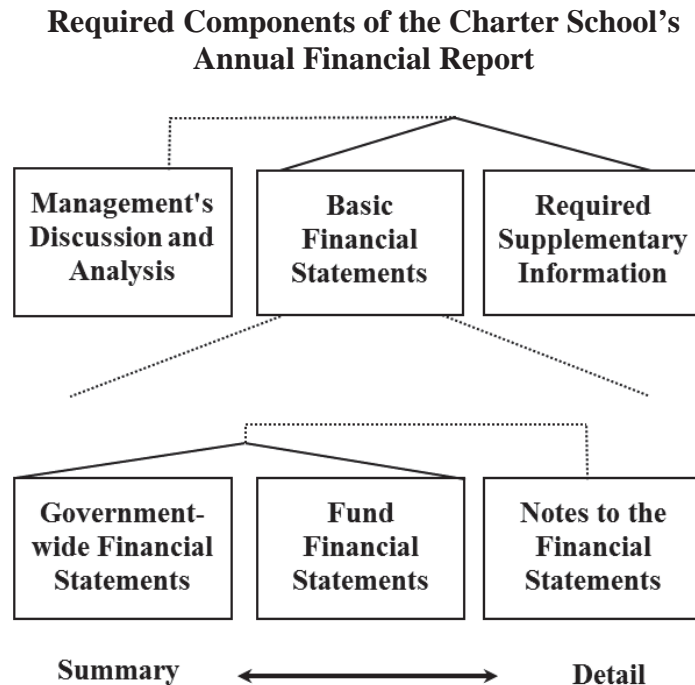 Required Components of the Charter School's
Annual Financial Report
Management's
Discussion and
Analysis
Basic
Financial
Statements
Required
Supplementary
Information
Government-
wide Financial
Statements
Fund
Financial
Statements
Notes to the
Financial
Statements
Summary
Detail